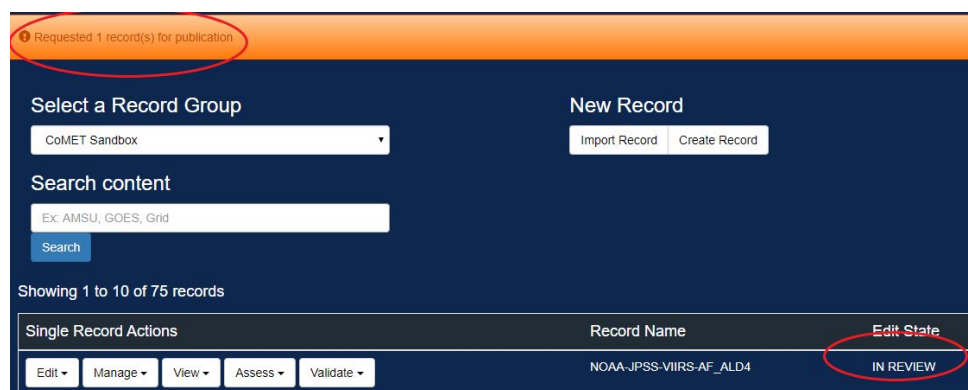 Requested 1 record(s) for publication
Select a Record Group
New Record
CoMET Sandbox
Import Record Create Record
Search content
Ex: AMSU, GOES, Grid
Search
Showing 1 to 10 of 75 records
Single Record Actions Record Name Edit State
Edit Manage View Assess Validate NOAA-JPSS-VIIRS-AF_ALD4 IN REVIEW